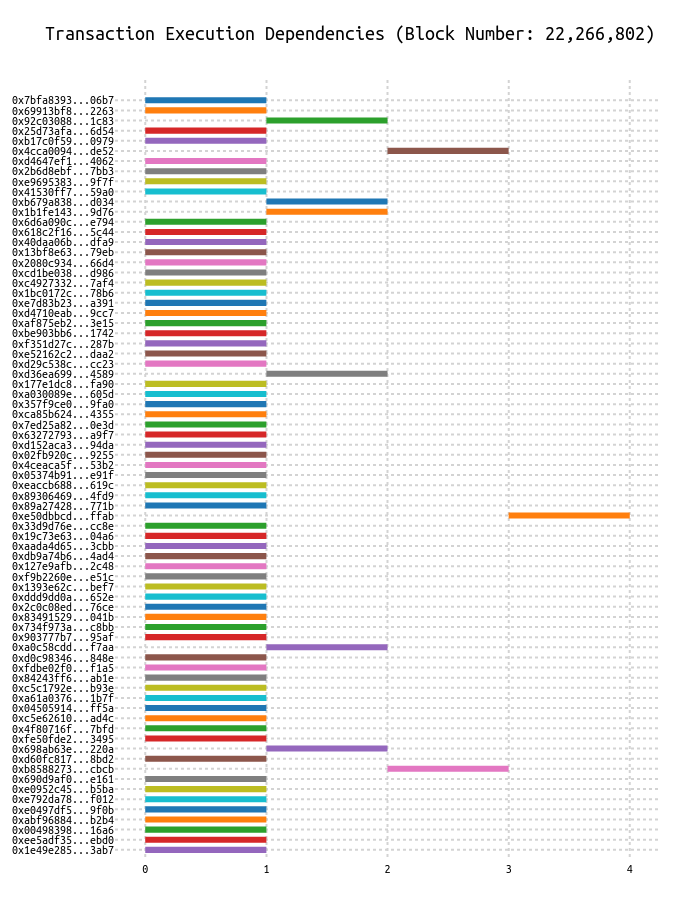 Transaction Execution Dependencies (Block Number: 22,266,802)
0x7bfa8393...06b7
0x69913bf8...2263
0x92c03088...1c83
0x25d73afa...6d54
0xb17c0f59...0979
0x4cca0094...de52
0xd4647ef1...4062
0x2b6d8ebf...7bb3
0xe9695383...9f7f
0x41530ff7...59a0
0xb679a838...d034
0x1b1fe143...9d76
0x6d6a090c...e794
0x618c2f16...5c44
0x40daa06b...dfa9
0x13bf8e63...79eb
0x2080c934...66d4
0xcd1be038...d986
0xc4927332...7af4
0x1bc0172c...78b6
0xe7d83b23...a391
0xd4710eab...9cc7
0xaf875eb2...3e15
0xbe903bb6...1742
0xf351d27c...287b
0xe52162c2...daa2
0xd29c538c...cc23
0xd36ea699...4589
0x177e1dc8...fa90
0xa030089e...605d
0x357f9ce0...9fa0
0xca85b624...4355
0x7ed25a82...0e3d
0x63272793...a9f7
0xd152aca3...94da
0x02fb920c...9255
0x4ceaca5f...53b2
0x05374b91...e91f
0xeaccb688...619c
0x89306469...4fd9
0x89a27428...771b
0xe50dbbcd...ffab
0x33d9d76e...cc8e
0x19c73e63...04a6
0xaada4d65...3cbb
0xdb9a74b6...4ad4
0x127e9afb...2c48
0xf9b2260e...e51c
0x1393e62c...bef7
0xddd9dd0a...652e
0x2c0c08ed...76ce
0x83491529...041b
0x734f973a...c8bb
0x903777b7...95af
0xa0c58cdd...f7aa
0xd0c98346...848e
0xfdbe02f0...f1a5
0x84243ff6...ab1e
0xc5c1792e...b93e
0xa61a0376...1b7f
0x04505914...ff5a
0xc5e62610...ad4c
0x4f80716f...7bfd
0xfe50fde2...3495
0x698ab63e...220a
0xd60fc817...8bd2
0xb8588273...cbcb
0x690d9af0...e161
0xe0952c45...b5ba
0xe792da78...f012
0xe0497df5...9f0b
0xabf96884...b2b4
0x00498398...16a6
0xee5adf35...ebd0
0x1e49e285...3ab7
0 1 2 3 4